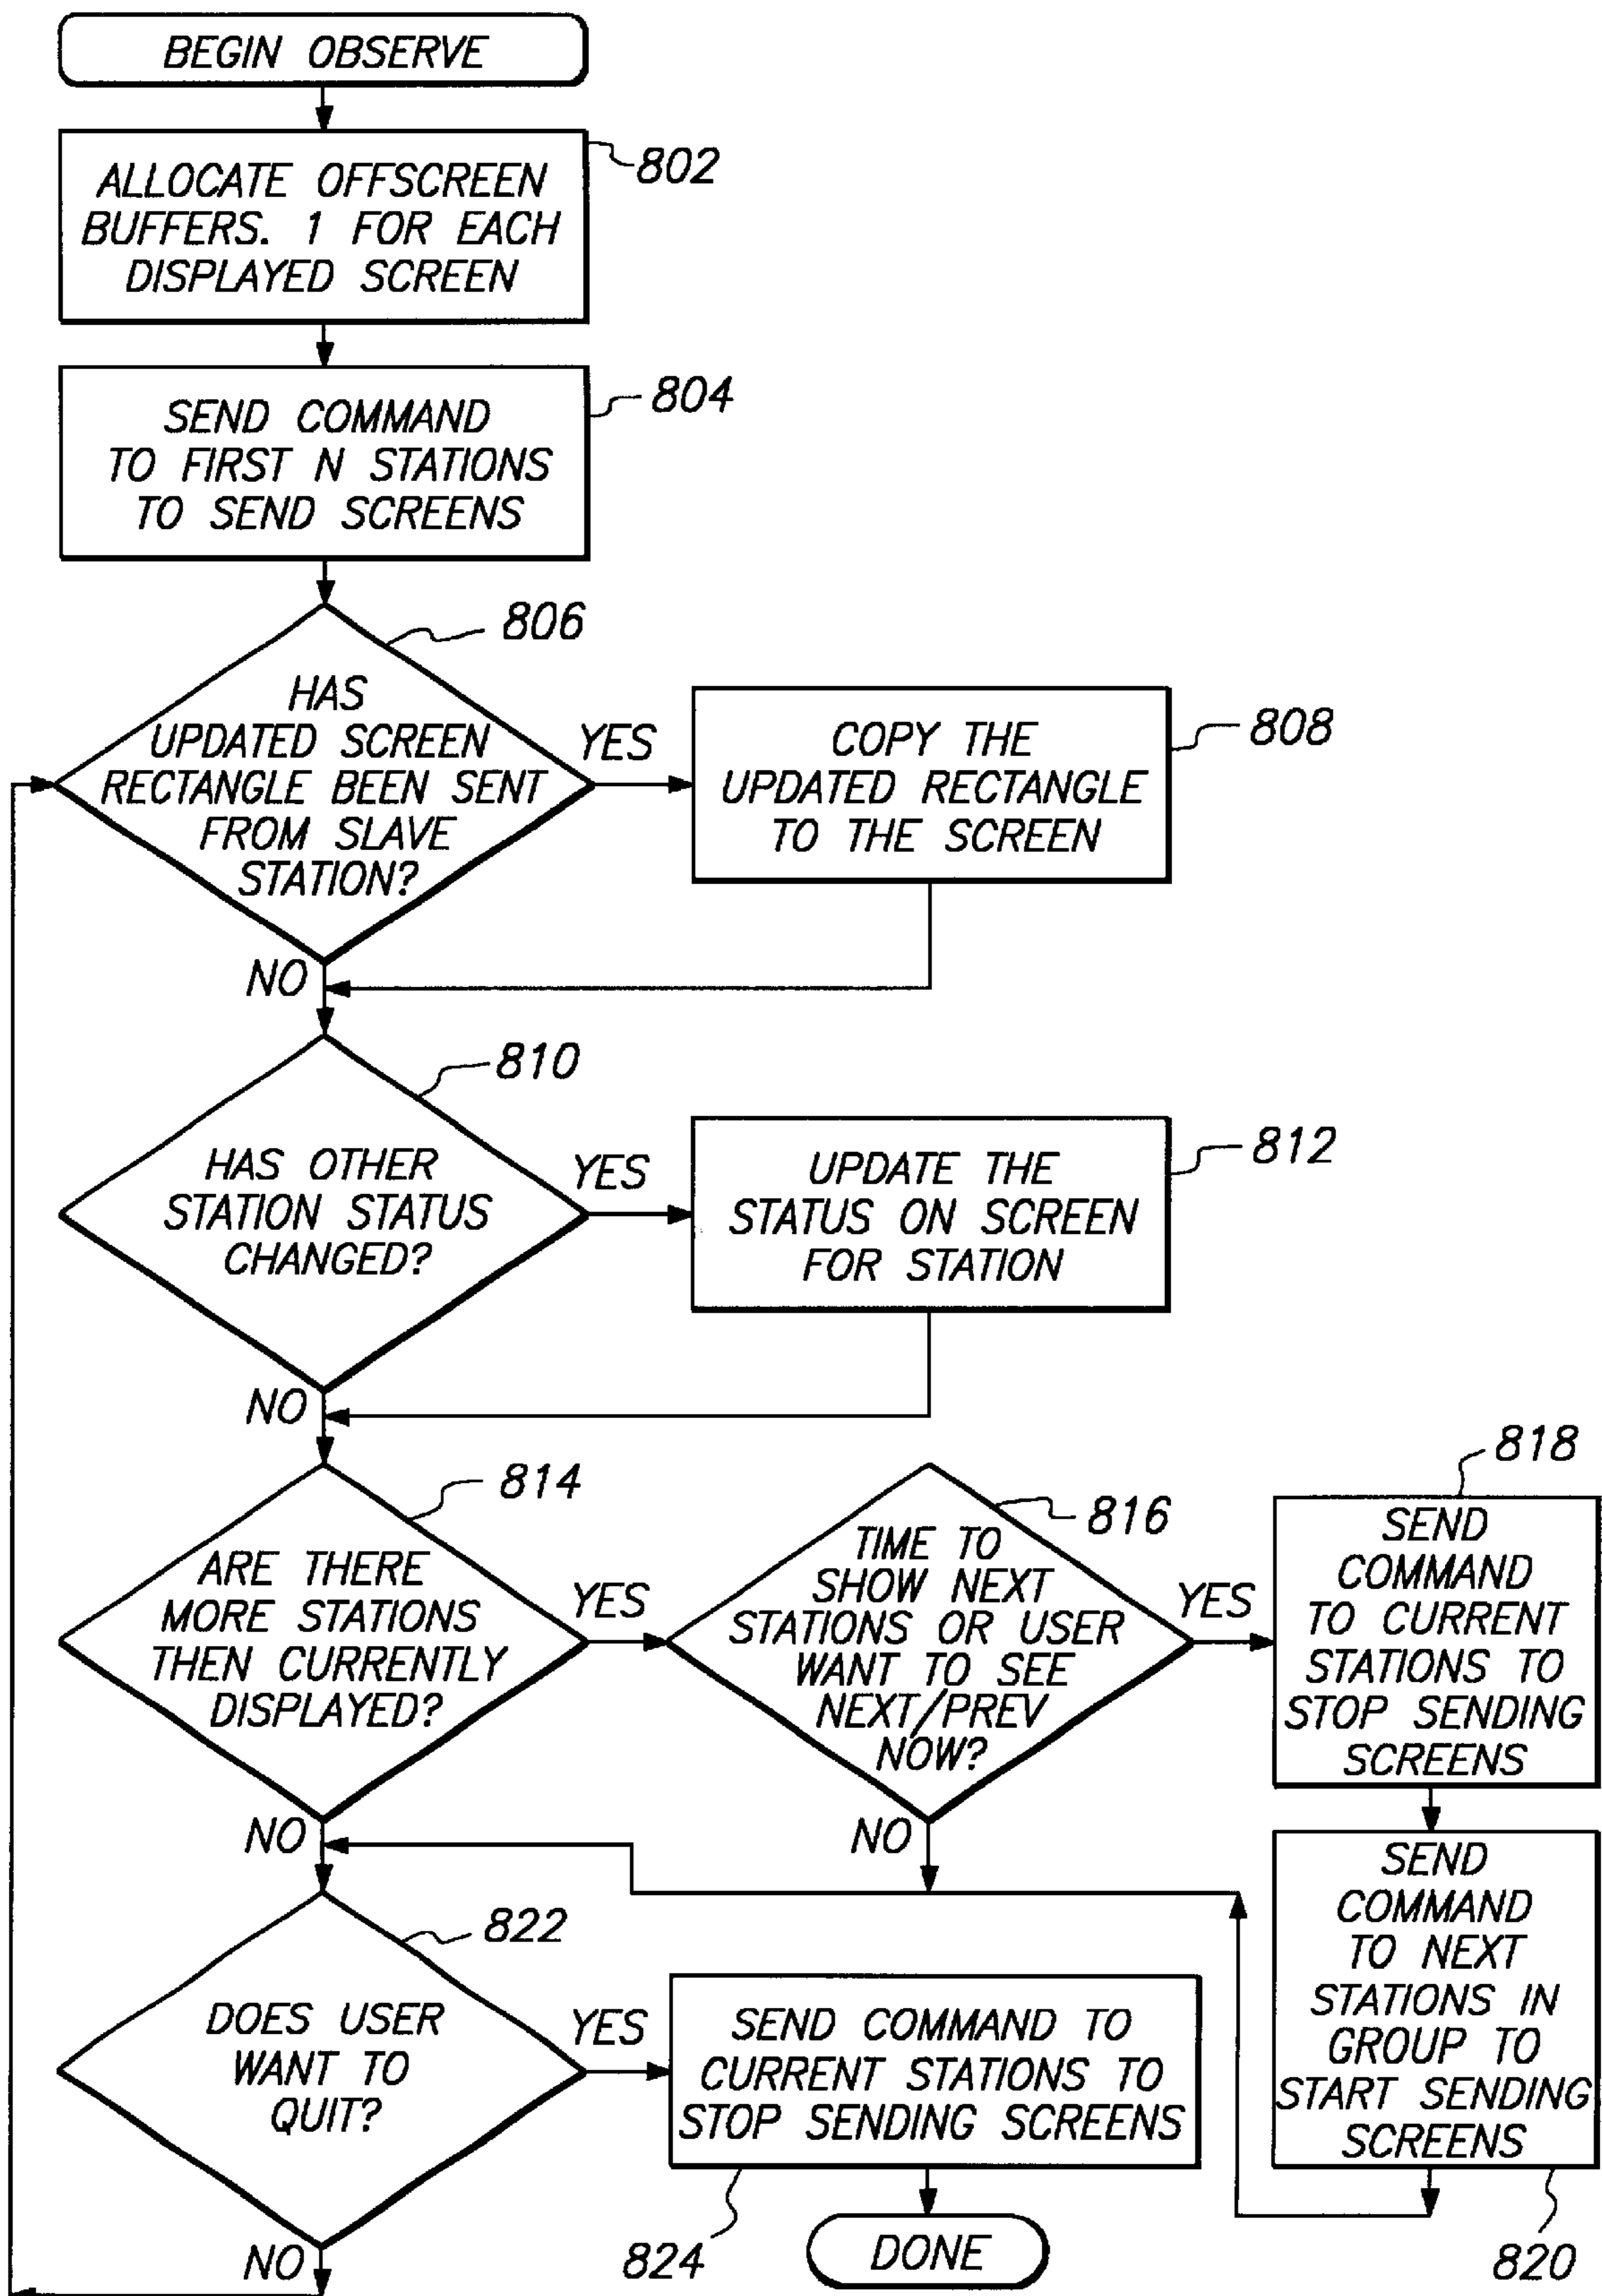 BEGIN OBSERVE
ALLOCATE OFFSCREEN
BUFFERS. 1 FOR EACH
DISPLAYED SCREEN
802
SEND COMMAND
TO FIRST N STATIONS
TO SEND SCREENS
804
806
HAS
UPDATED SCREEN
RECTANGLE BEEN SENT
FROM SLAVE
STATION?
YES
NO
COPY THE
UPDATED RECTANGLE
TO THE SCREEN
808
810
HAS OTHER
STATION STATUS
CHANGED?
YES
NO
UPDATE THE
STATUS ON SCREEN
FOR STATION
812
814
ARE THERE
MORE STATIONS
THEN CURRENTLY
DISPLAYED?
YES
NO
816
TIME TO
SHOW NEXT
STATIONS OR USER
WANT TO SEE
NEXT/PREV
NOW?
YES
NO
818
SEND
COMMAND
TO CURRENT
STATIONS TO
STOP SENDING
SCREENS
SEND
COMMAND
TO NEXT
STATIONS IN
GROUP TO
START SENDING
SCREENS
820
822
DOES USER
WANT TO
QUIT?
YES
NO
SEND COMMAND TO
CURRENT STATIONS TO
STOP SENDING SCREENS
824
DONE